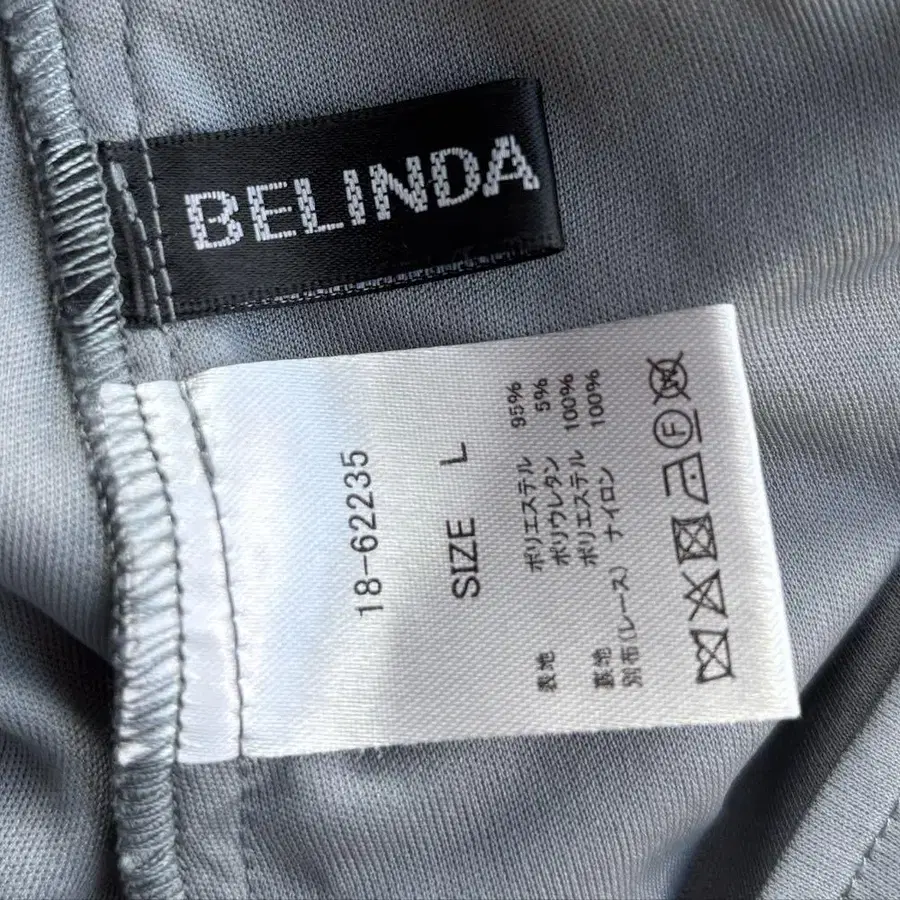 BELINDA
18-62235
SIZE L
表地 ポリエステル 95%
ポリウレタン 5%
裏地 ポリエステル 100%
別布(レース) ナイロン 100%
F
W